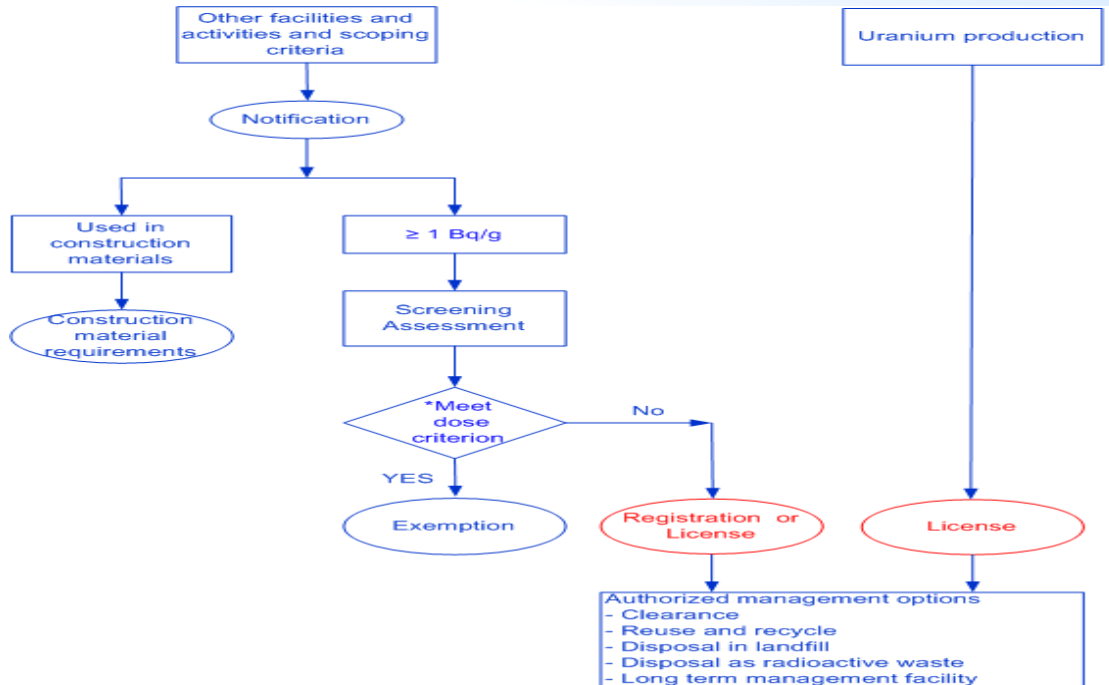 Other facilities and
activities and scoping
criteria
Uranium production
Notification
Used in
construction
materials
≥ 1 Bq/g
Construction
material
requirements
Screening
Assessment
*Meet
dose
criterion
No
YES
Exemption
Registration or
License
License
Authorized management options
- Clearance
- Reuse and recycle
- Disposal in landfill
- Disposal as radioactive waste
- Long term management facility